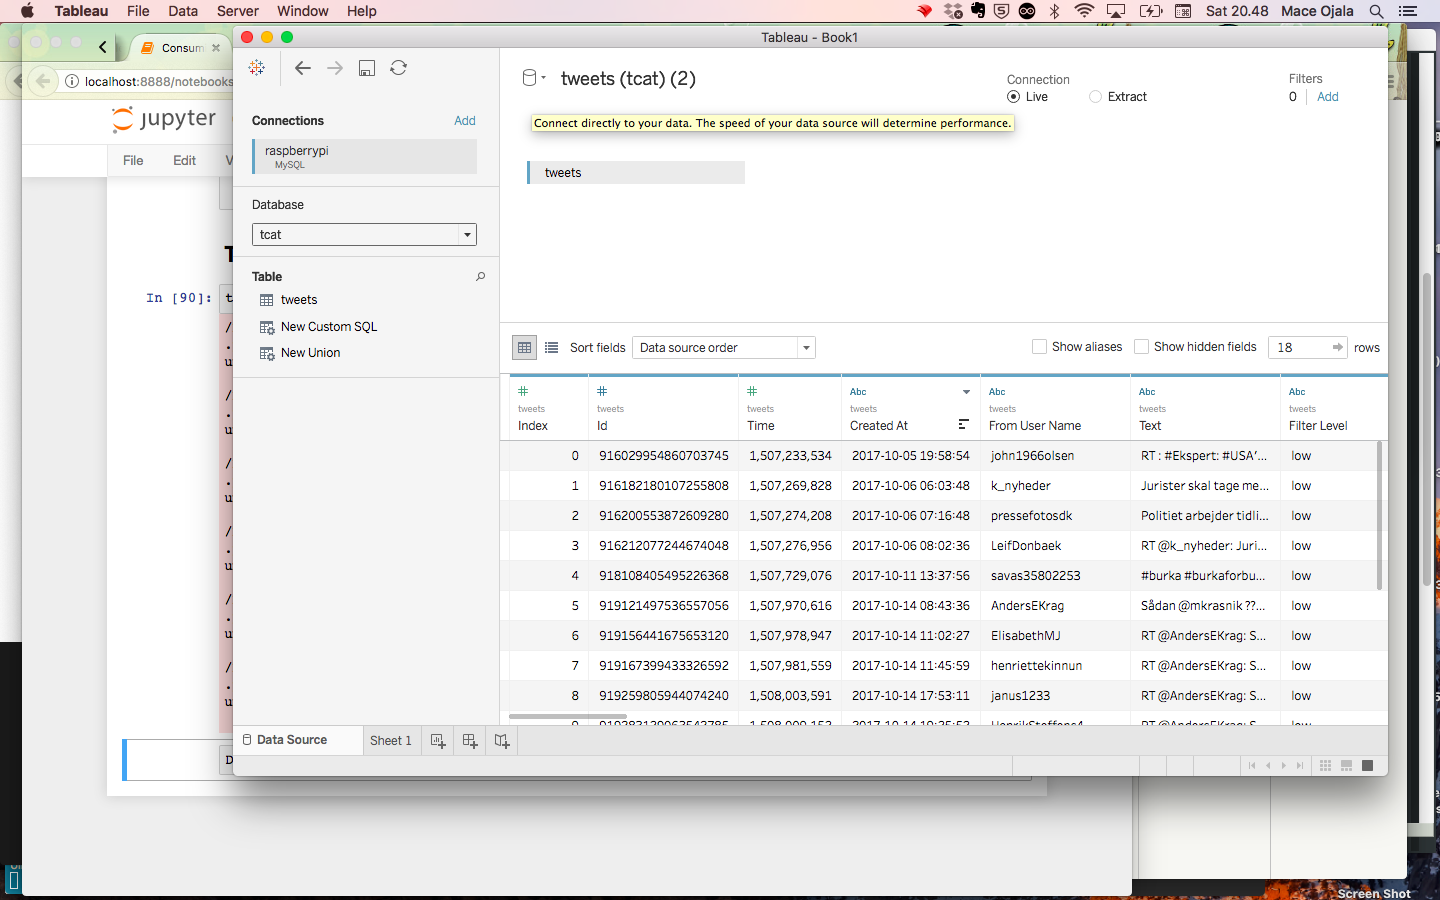 Tableau File Data Server Window Help Sat 20.48 Mace Ojala
Consum
localhost:8888/notebooks
jupyter
File Edit V
In [90]: t
Tableau - Book1
Connections Add
raspberrypi
MySQL
Database
tcat
Table
tweets
New Custom SQL
New Union
tweets (tcat) (2)
Connection
Live Extract
Filters
0 Add
Connect directly to your data. The speed of your data source will determine performance.
tweets
Sort fields Data source order Show aliases Show hidden fields 18 rows
Abc Abc Abc Abc
tweets tweets tweets tweets tweets tweets tweets
Index Id Time Created At From User Name Text Filter Level
0 916029954860703745 1,507,233,534 2017-10-05 19:58:54 john1966olsen RT : #Ekspert: #USA'... low
1 916182180107255808 1,507,269,828 2017-10-06 06:03:48 k_nyheder Jurister skal tage me... low
2 916200553872609280 1,507,274,208 2017-10-06 07:16:48 pressefotosdk Politiet arbejder tidli... low
3 916212077244674048 1,507,276,956 2017-10-06 08:02:36 LeifDonbaek RT @k_nyheder: Juri... low
4 918108405495226368 1,507,729,076 2017-10-11 13:37:56 savas35802253 #burka #burkaforbu... low
5 919121497536557056 1,507,970,616 2017-10-14 08:43:36 AndersEKrag Sådan @mkrasnik ??... low
6 919156441675653120 1,507,978,947 2017-10-14 11:02:27 ElisabethMJ RT @AndersEKrag: S... low
7 919167399433326592 1,507,981,559 2017-10-14 11:45:59 henriettekinnun RT @AndersEKrag: S... low
8 919259805944074240 1,508,003,591 2017-10-14 17:53:11 janus1233 RT @AndersEKrag: S... low
Data Source Sheet 1
Screen Shot